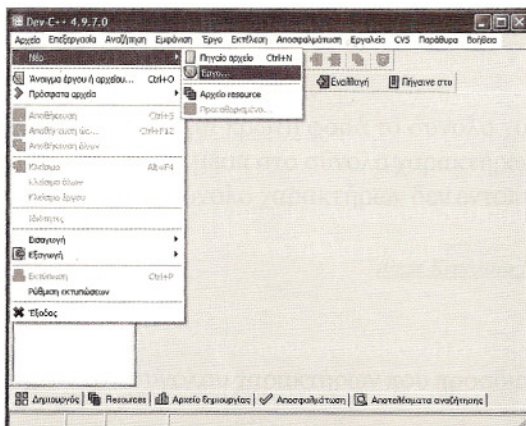 Dev-C++ 4.9.7.0
Αρχείο Επεξεργασία Αναζήτηση Εμφάνιση Έργο Εκτέλεση Αποσφαλμάτωση Εργαλεία CVS Παράθυρα Βοήθεια
Νέο
Πηγαίο αρχείο Ctrl+N
Έργο...
Αρχείο resource
Προκαθορισμένο...
Εναλλαγή Πήγαινε στο
Άνοιγμα έργου ή αρχείου... Ctrl+O
Πρόσφατα αρχεία
Αποθήκευση Ctrl+S
Αποθήκευση ώς... Ctrl+F12
Αποθήκευση όλων
Κλείσιμο Alt+F4
Κλείσιμο όλων
Κλείσιμο έργου
Ιδιότητες
Εισαγωγή
Εξαγωγή
Εκτύπωση Ctrl+P
Ρύθμιση εκτυπώσεων
Έξοδος
Δημιουργός Resources Αρχείο δημιουργίας Αποσφαλμάτωση Αποτελέσματα αναζήτησης